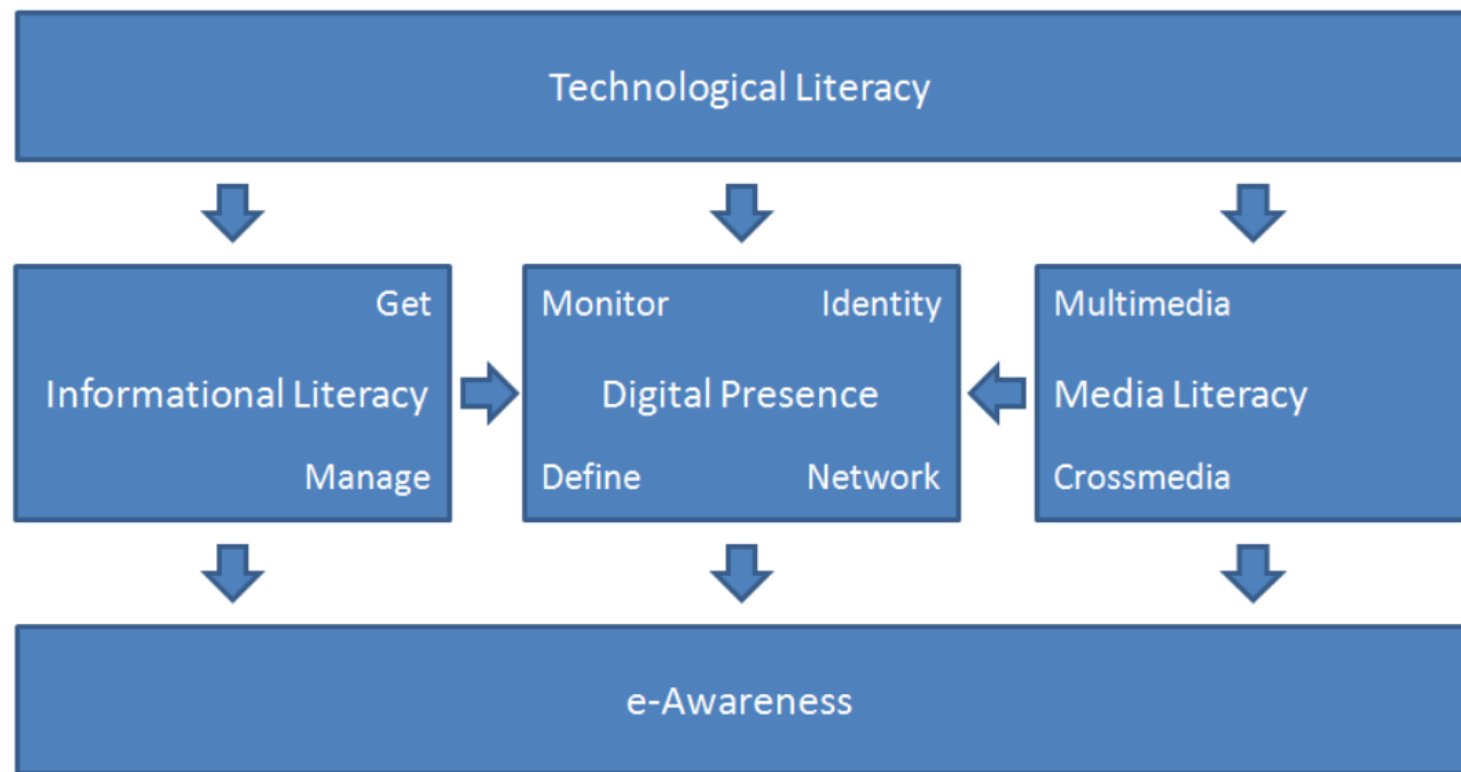 Technological Literacy
Get
Informational Literacy
Manage
Monitor Identity
Digital Presence
Define Network
Multimedia
Media Literacy
Crossmedia
e-Awareness